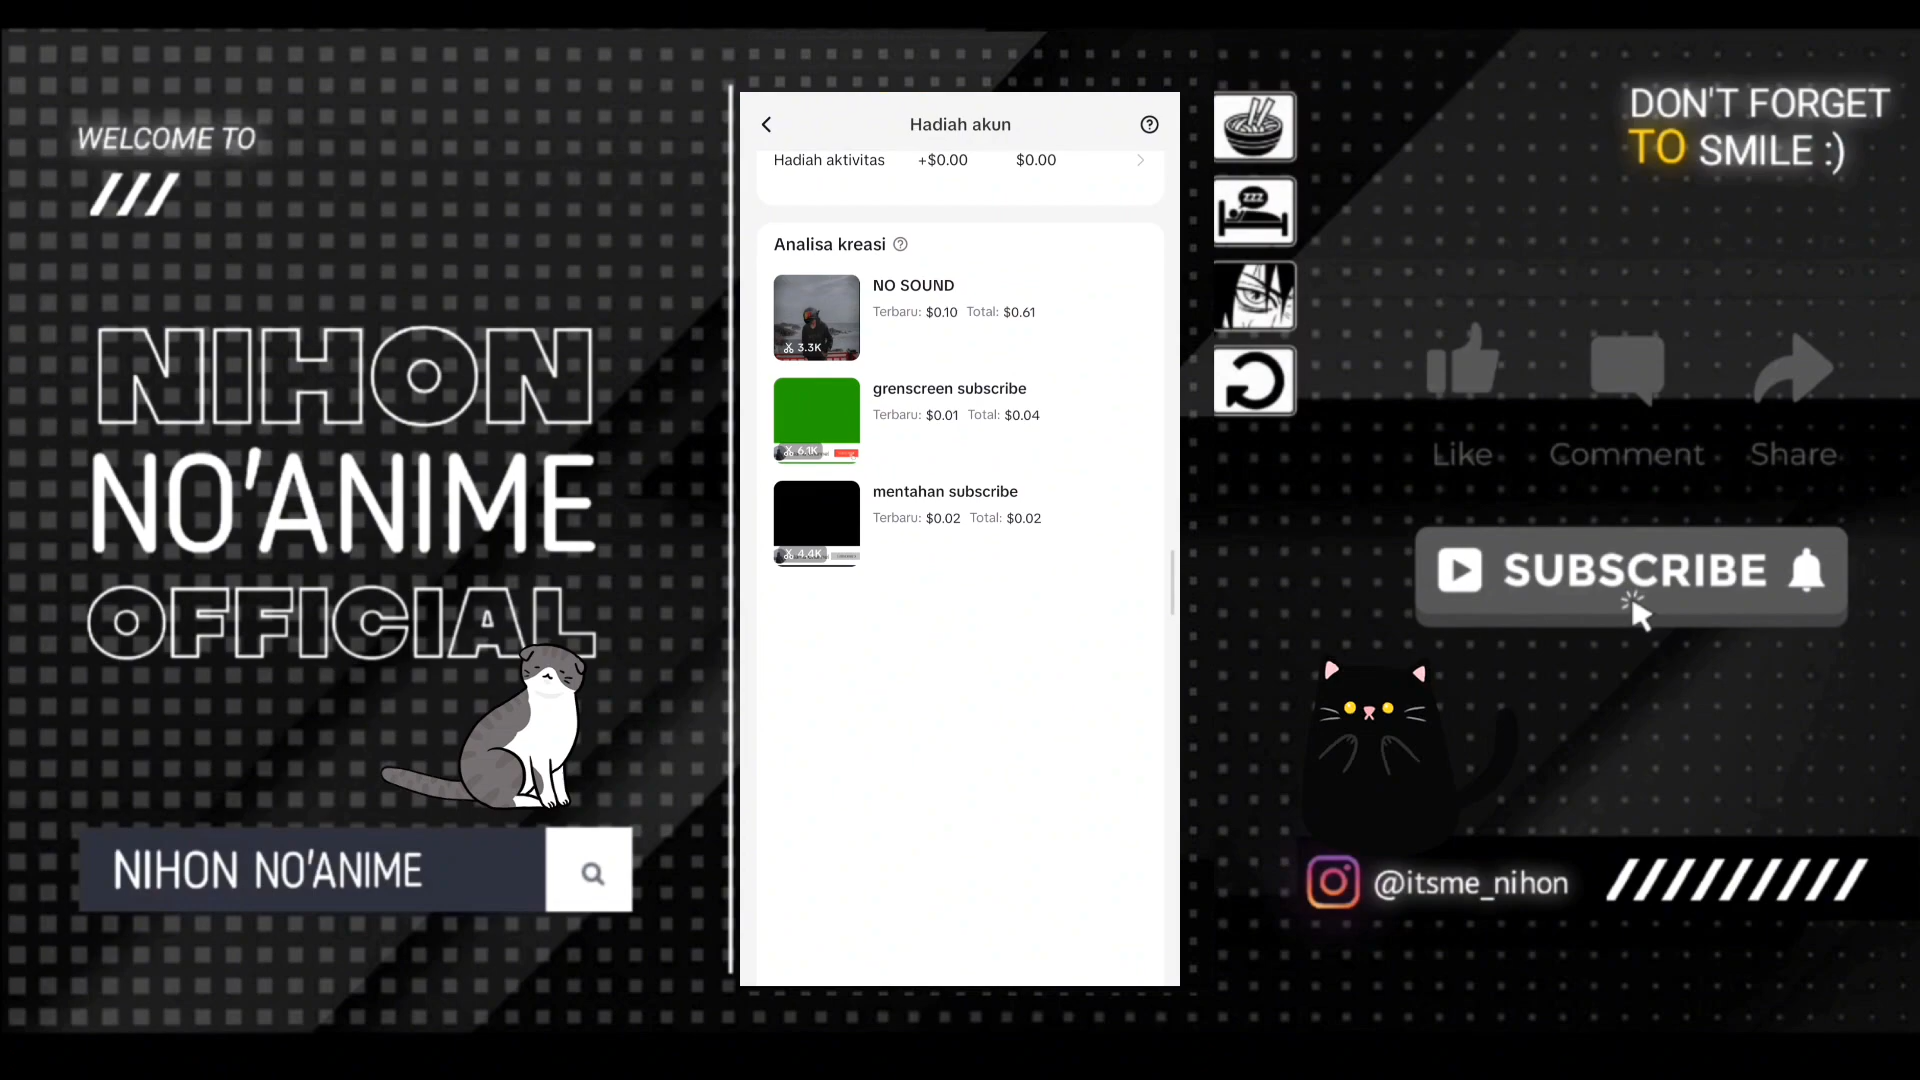 WELCOME TO
NIHON
NO'ANIME
OFFICIAL
NIHON NO'ANIME
Hadiah akun
Hadiah aktivitas +$0.00 $0.00
Analisa kreasi
NO SOUND
Terbaru: $0.10 Total: $0.61
3.3K
grenscreen subscribe
Terbaru: $0.01 Total: $0.04
6.1K
mentahan subscribe
Terbaru: $0.02 Total: $0.02
4.4K
zzz
DON'T FORGET
TO SMILE :)
Like Comment Share
SUBSCRIBE
@itsme_nihon